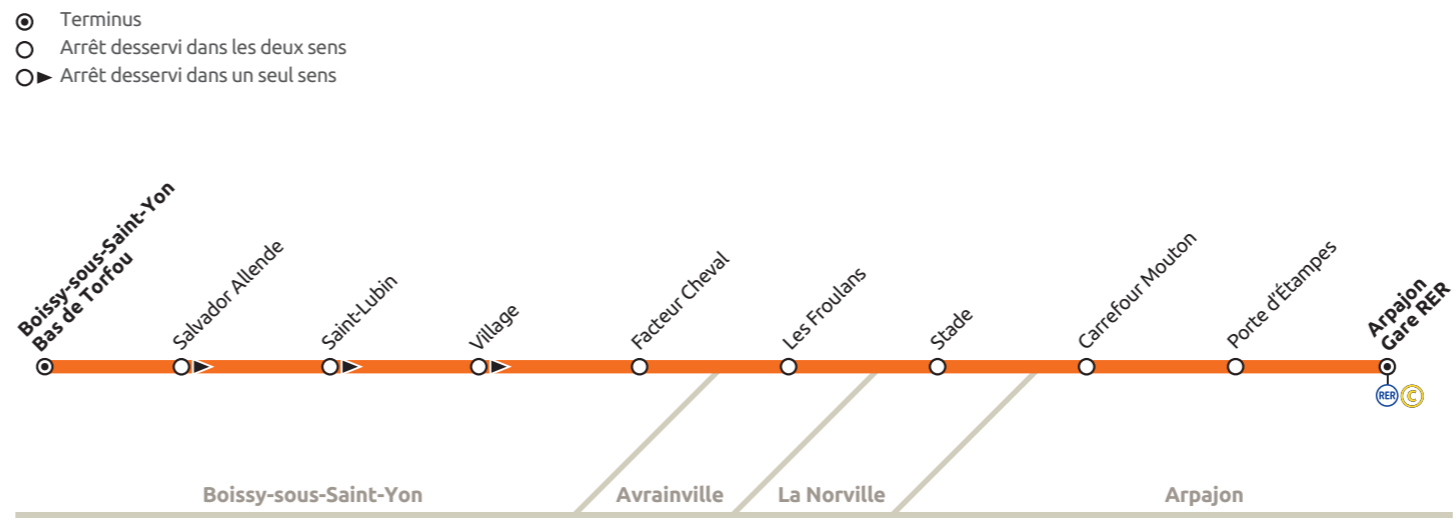 Terminus
Arrêt desservi dans les deux sens
Arrêt desservi dans un seul sens
Boissy-sous-Saint-Yon
Bas de Torfou
Salvador Allende
Saint-Lubin
Village
Facteur Cheval
Les Froulans
Stade
Carrefour Mouton
Porte d'Étampes
Arpajon
Gare RER
RER C
Boissy-sous-Saint-Yon
Avrainville
La Norville
Arpajon